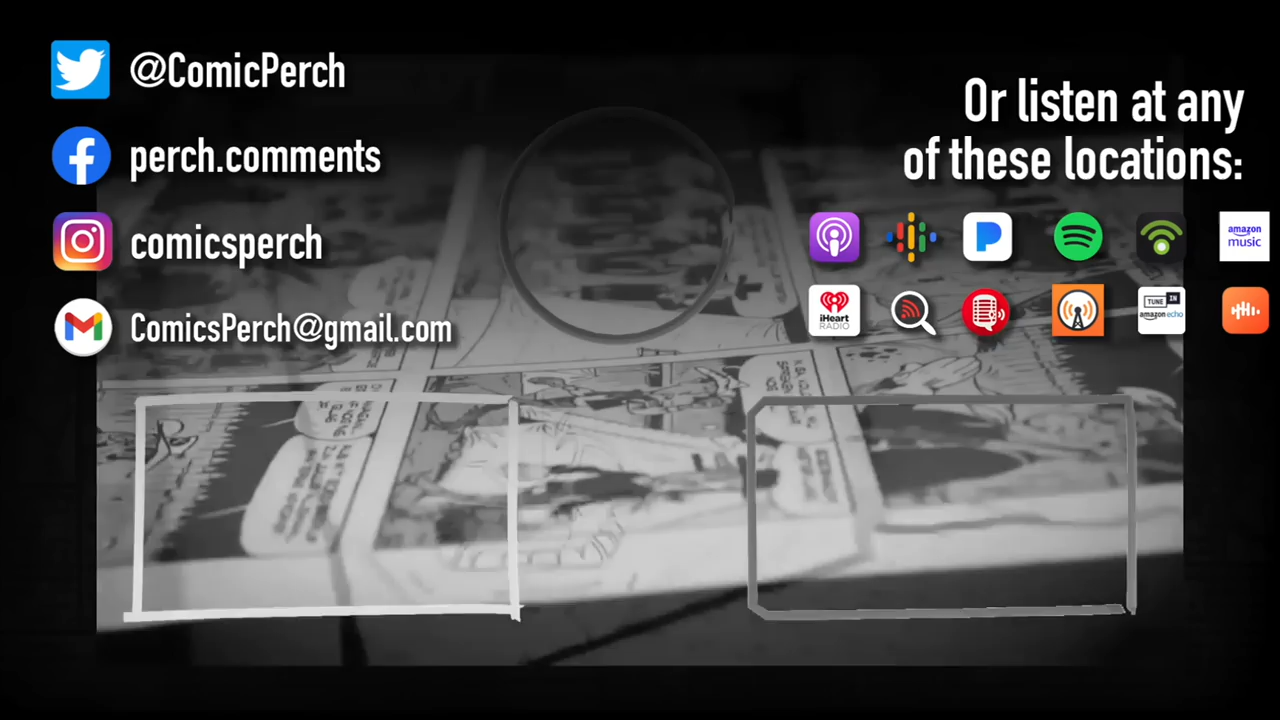 @ComicPerch
perch.comments
comicsperch
ComicsPerch@gmail.com
Or listen at any
of these locations:
amazon
music
iHeart
RADIO
TUNE IN
amazon echo